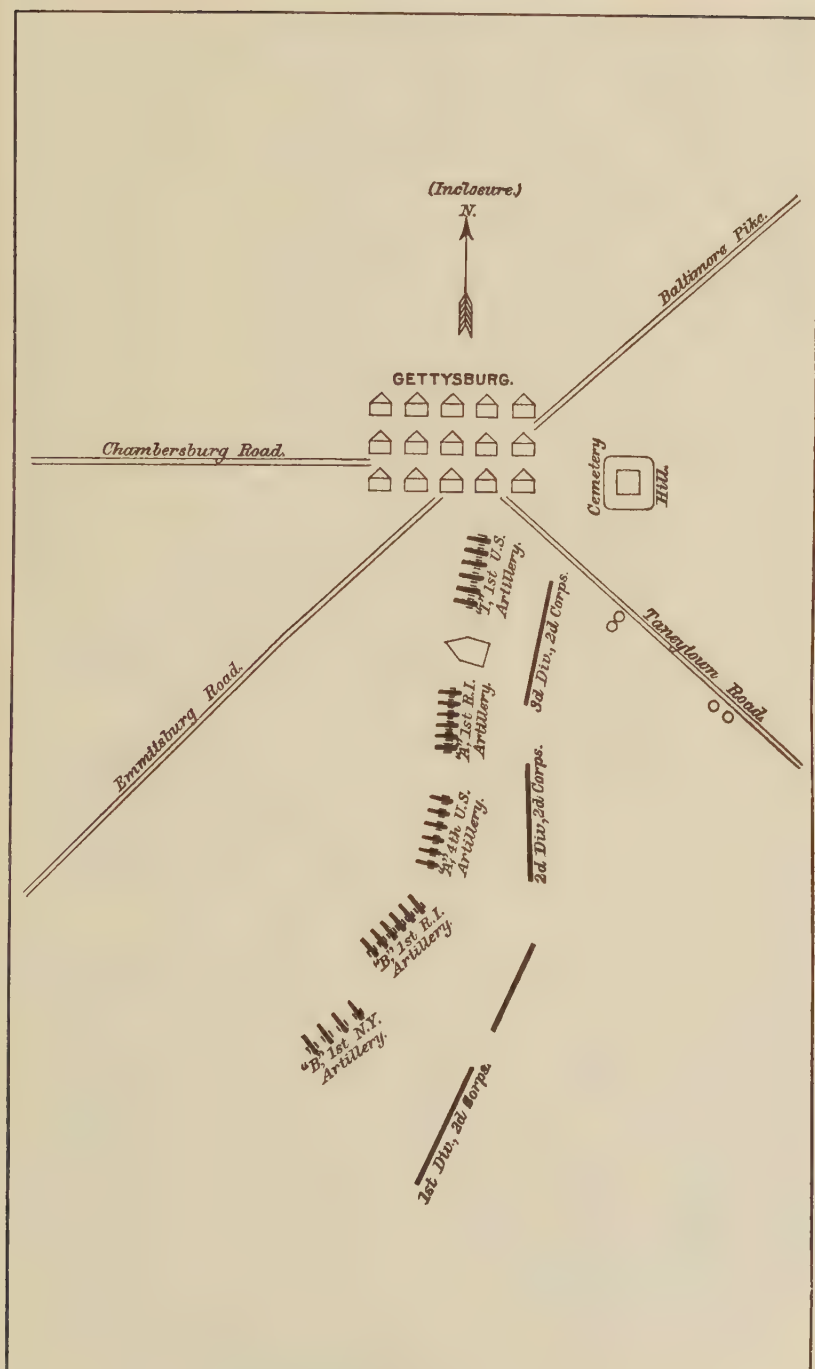 (Inclosure.)
N.
Baltimore Pike.
GETTYSBURG.
Chambersburg Road.
Cemetery
Hill.
"I," 1st U.S.
Artillery.
3d Div., 2d Corps.
Taneytown Road.
Emmitsburg Road.
"A," 1st R.I.
Artillery.
2d Div., 2d Corps.
"A," 4th U.S.
Artillery.
"B," 1st R.I.
Artillery.
"B," 1st N.Y.
Artillery.
1st Div., 2d Corps.